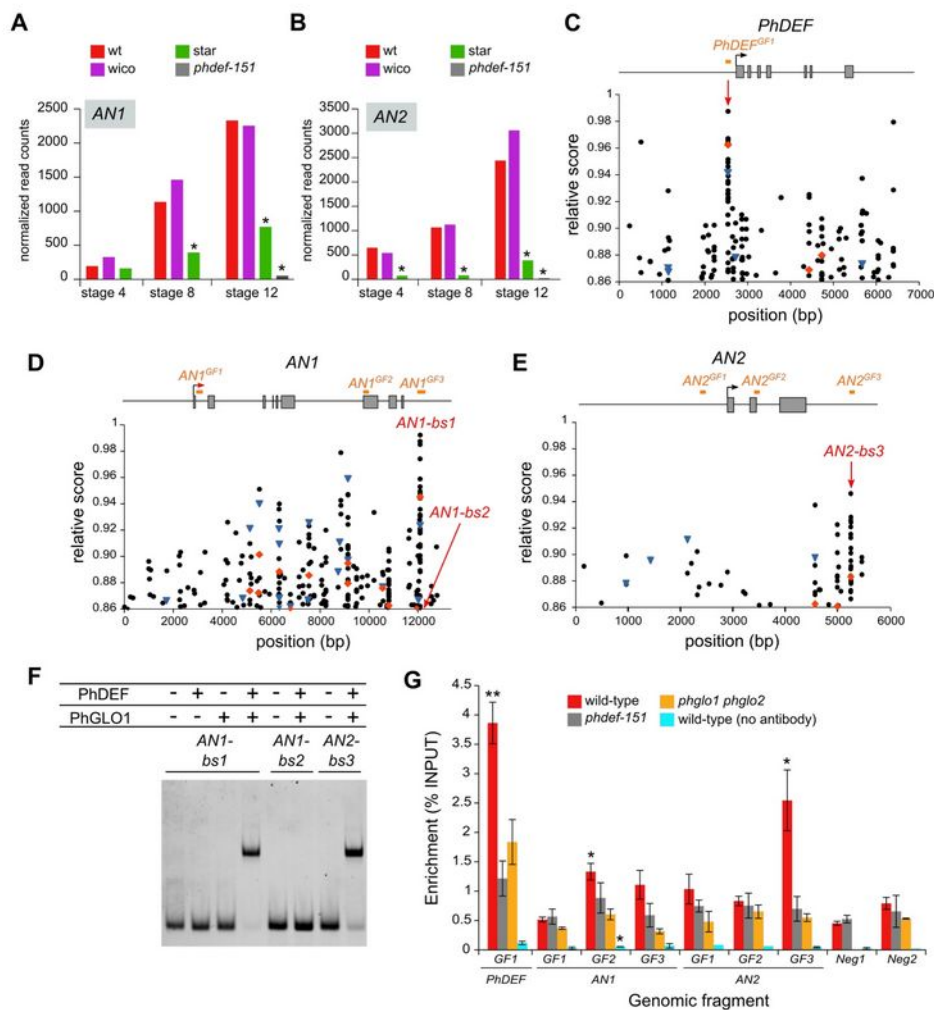 A
wt
star
wico
phdef-151
AN1
normalized read counts
2500
2000
1500
1000
500
0
*
*
*
stage 4
stage 8
stage 12
B
wt
star
wico
phdef-151
AN2
normalized read counts
3500
3000
2500
2000
1500
1000
500
0
*
*
*
*
stage 4
stage 8
stage 12
C
PhDEF
PhDEF^GF1
relative score
1
0.96
0.94
0.90
0.88
0.86
0
1000
2000
3000
4000
5000
6000
7000
position (bp)
D
AN1
AN1^GF1
AN1^GF2
AN1^GF3
AN1-bs1
AN1-bs2
relative score
1
0.98
0.96
0.92
0.90
0.88
0.86
0
2000
4000
6000
8000
10000
12000
position (bp)
E
AN2
AN2^GF1
AN2^GF2
AN2^GF3
AN2-bs3
relative score
1
0.98
0.94
0.92
0.90
0.88
0.86
0
1000
2000
3000
4000
5000
6000
position (bp)
F
PhDEF - + - + - + - +
PhGLO1 - - + + - + - +
AN1-bs1
AN1-bs2
AN2-bs3
G
wild-type
phglo1 phglo2
phdef-151
wild-type (no antibody)
Enrichment (% INPUT)
4.5
4
3.5
3
2.5
2
1.5
1
0.5
0
**
*
*
*
GF1
GF1
GF2
GF3
GF1
GF2
GF3
Neg1
Neg2
PhDEF
AN1
AN2
Genomic fragment